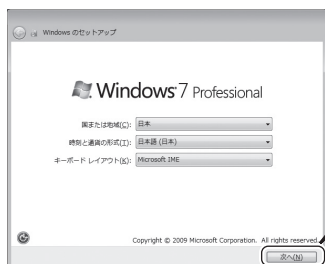 Windows のセットアップ
Windows 7 Professional
国または地域(C): 日本
時刻と通貨の形式(T): 日本語 (日本)
キーボード レイアウト(K): Microsoft IME
Copyright © 2009 Microsoft Corporation. All rights reserved.
次へ(N)